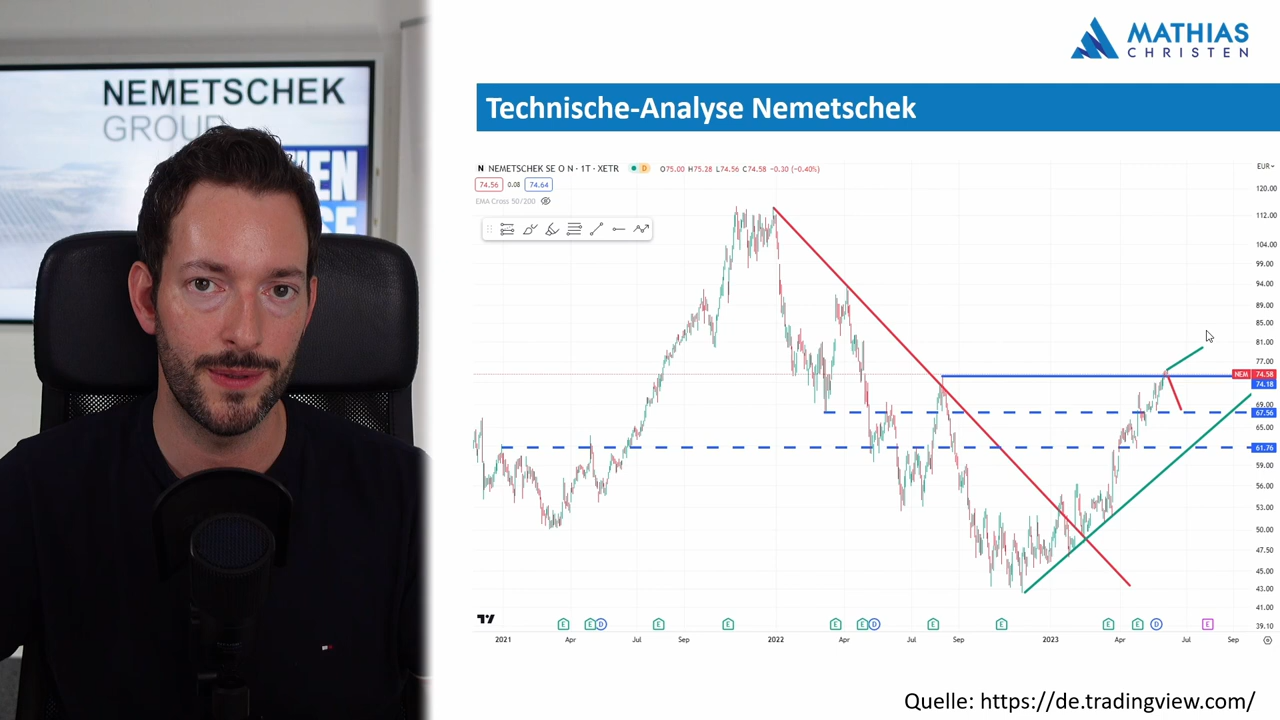 NEMETSCHEK
GROUP
MATHIAS
CHRISTEN
Technische-Analyse Nemetschek
N NEMETSCHEK SE O N · 1T · XETR D O75.00 H75.28 L74.56 C74.58 −0.30 (−0.40%)
EUR
74.56 0.08 74.64
EMA Cross 50/200
120.00
112.00
104.00
99.00
94.00
89.00
85.00
81.00
77.00
NEM 74.58
74.18
69.00
67.56
65.00
61.76
59.00
56.00
53.00
50.00
47.50
45.00
43.00
41.00
39.10
E E D E E E E D E E E E E D E
2021 Apr Jul Sep 2022 Apr Jul Sep 2023 Apr Jul Sep
Quelle: https://de.tradingview.com/